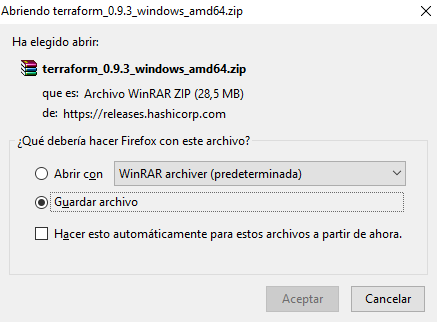 Abriendo terraform_0.9.3_windows_amd64.zip
Ha elegido abrir:
terraform_0.9.3_windows_amd64.zip
que es: Archivo WinRAR ZIP (28,5 MB)
de: https://releases.hashicorp.com
¿Qué debería hacer Firefox con este archivo?
Abrir con WinRAR archiver (predeterminada)
Guardar archivo
Hacer esto automáticamente para estos archivos a partir de ahora.
Aceptar Cancelar